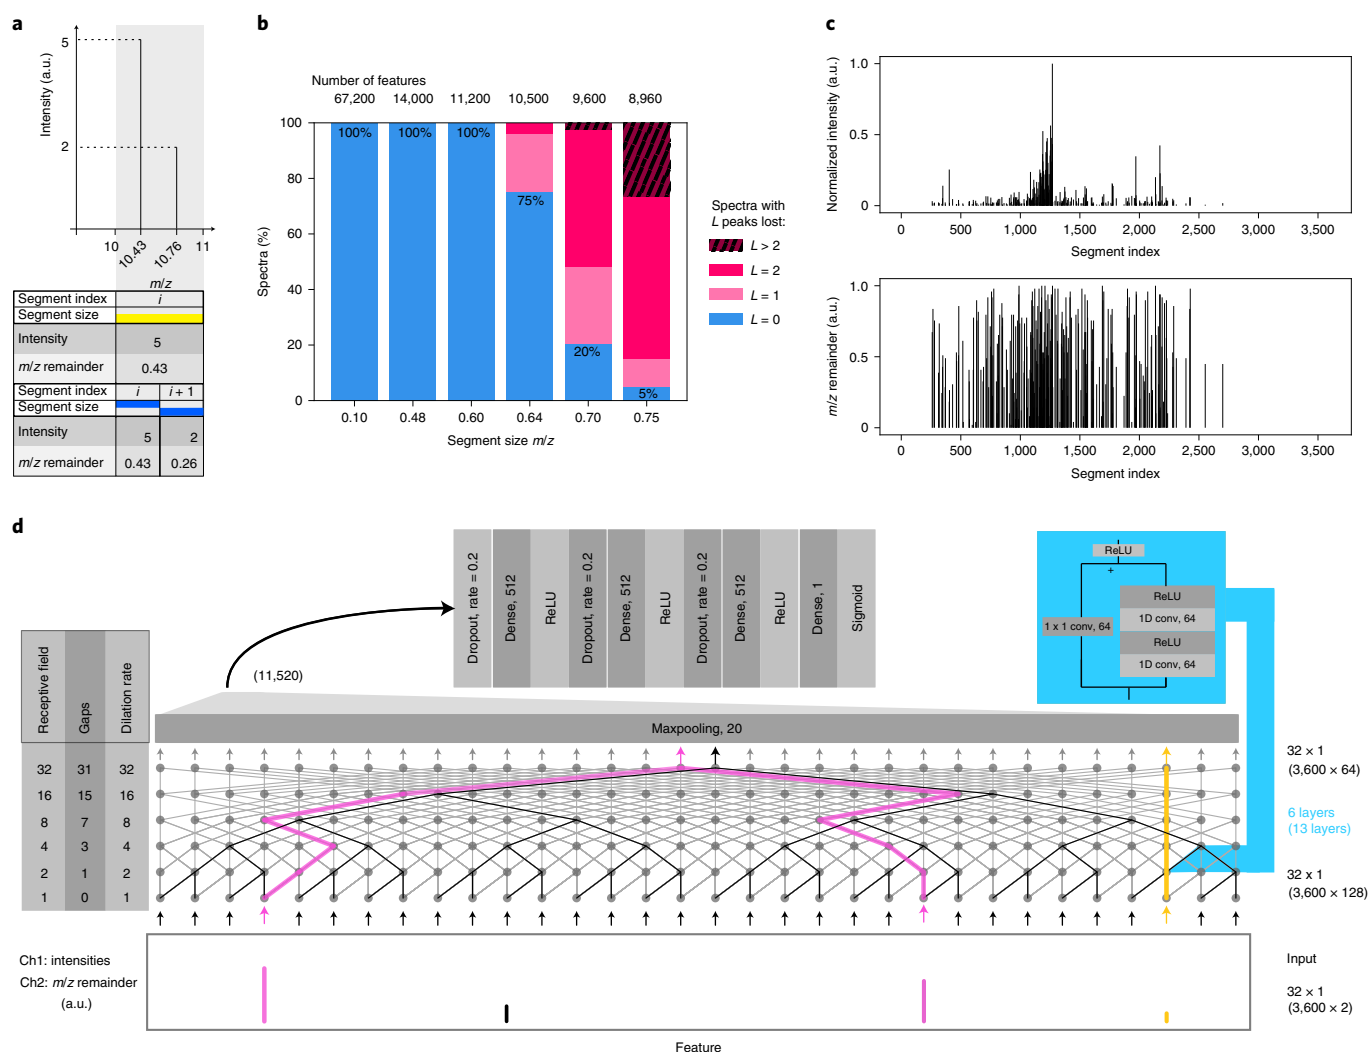 a
Intensity (a.u.)
5
2
10
10.43
10.76
11
m/z
Segment index
i
Segment size
Intensity
5
m/z remainder
0.43
Segment index
i
i + 1
Segment size
Intensity
5
2
m/z remainder
0.43
0.26
b
Number of features
67,200
14,000
11,200
10,500
9,600
8,960
Spectra (%)
100
80
60
40
20
0
100%
100%
100%
75%
20%
5%
0.10
0.48
0.60
0.64
0.70
0.75
Segment size m/z
Spectra with
L peaks lost:
L > 2
L = 2
L = 1
L = 0
c
Normalized intensity (a.u.)
1.0
0.5
0
0
500
1,000
1,500
2,000
2,500
3,000
3,500
Segment index
m/z remainder (a.u.)
1.0
0.5
0
0
500
1,000
1,500
2,000
2,500
3,000
3,500
Segment index
d
Dropout, rate = 0.2
Dense, 512
ReLU
Dropout, rate = 0.2
Dense, 512
ReLU
Dropout, rate = 0.2
Dense, 512
ReLU
Dense, 1
Sigmoid
ReLU
+
ReLU
1 x 1 conv, 64
1D conv, 64
ReLU
1D conv, 64
(11,520)
Receptive field
Gaps
Dilation rate
Maxpooling, 20
32 31 32
16 15 16
8 7 8
4 3 4
2 1 2
1 0 1
32 × 1
(3,600 × 64)
6 layers
(13 layers)
32 × 1
(3,600 × 128)
Ch1: intensities
Ch2: m/z remainder
(a.u.)
Input
32 × 1
(3,600 × 2)
Feature